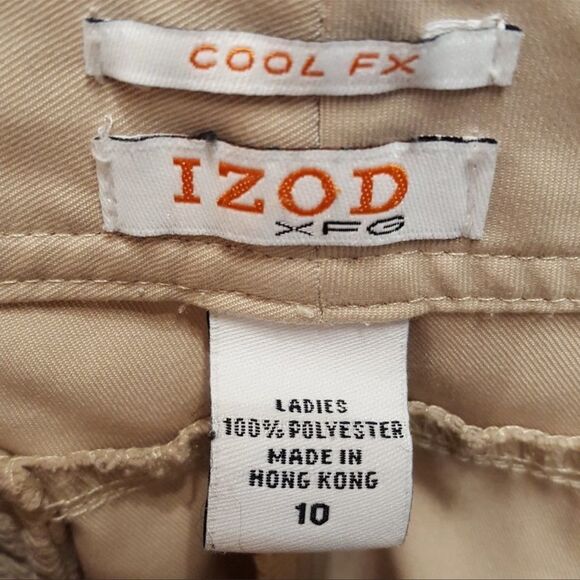 COOL FX
IZOD
XFG
LADIES
100% POLYESTER
MADE IN
HONG KONG
10